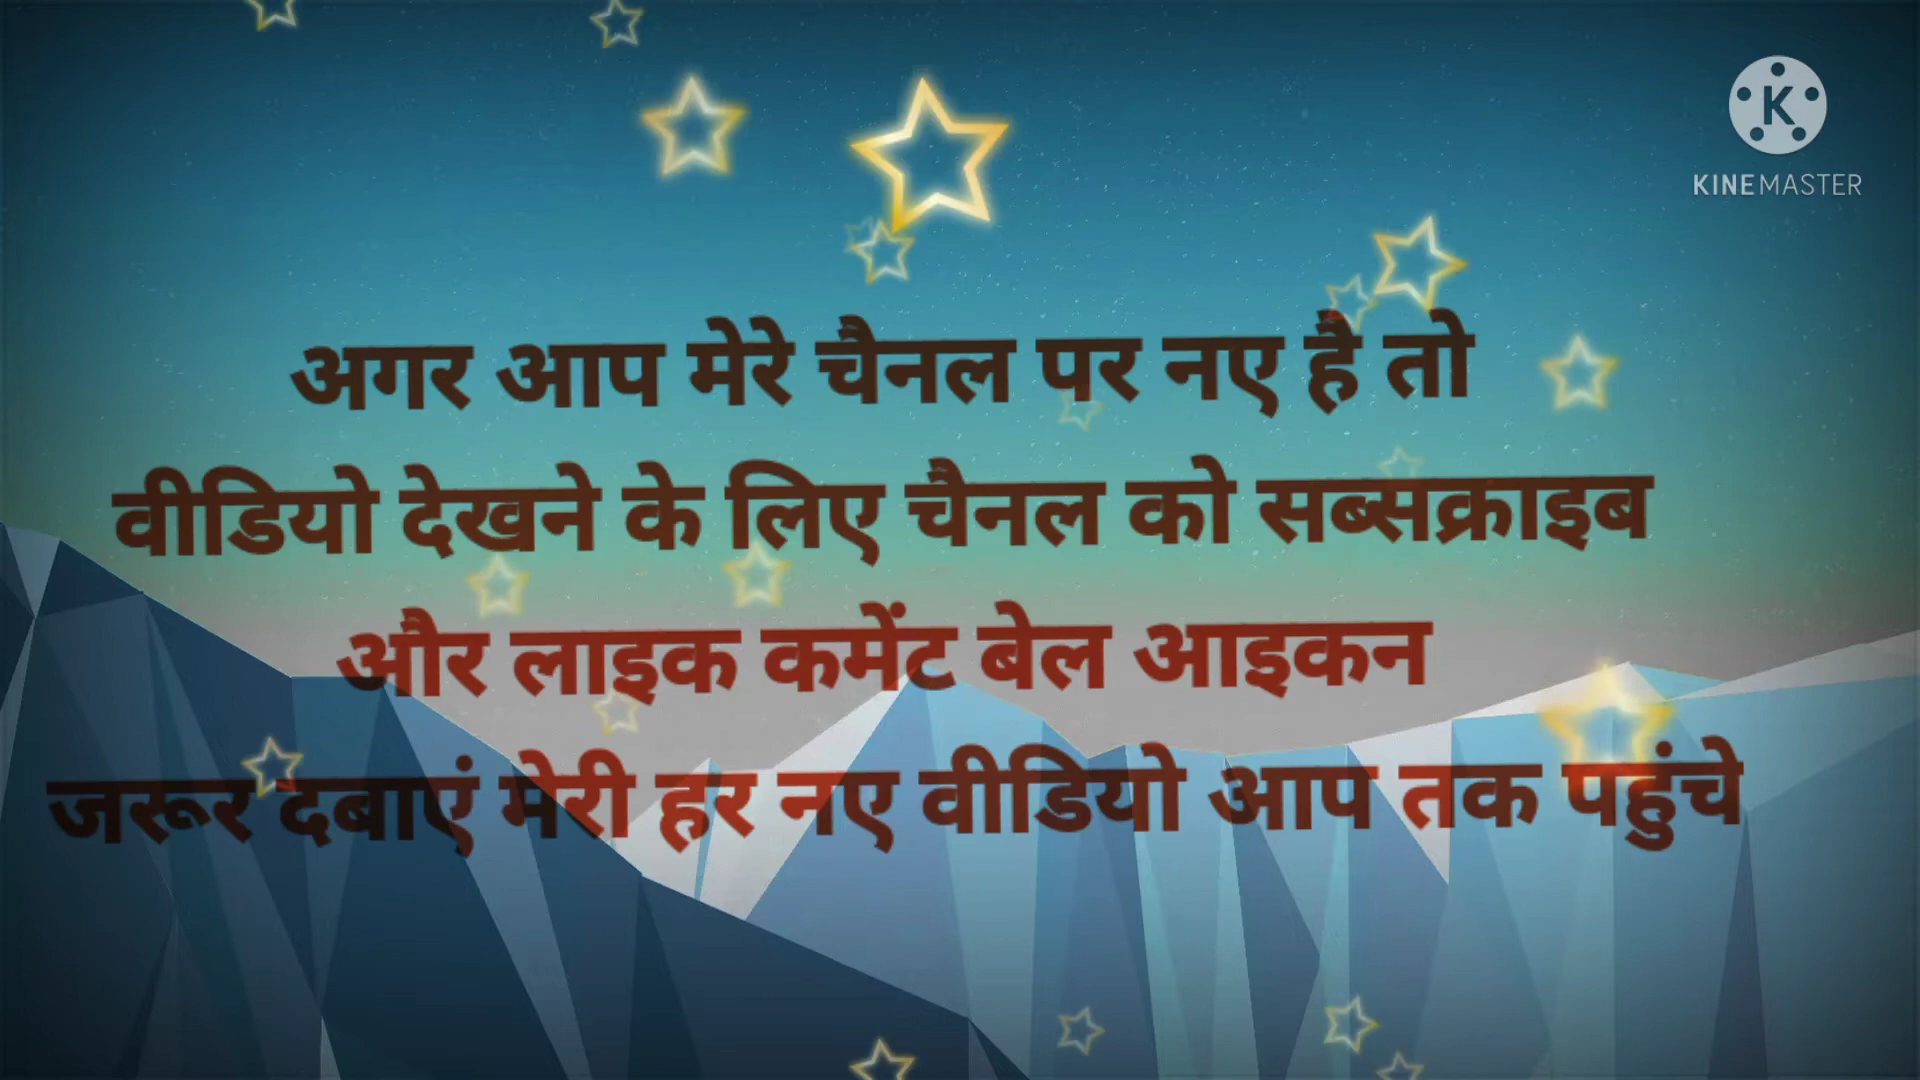 KINEMASTER
अगर आप मेरे चैनल पर नए है तो
वीडियो देखने के लिए चैनल को सब्सक्राइब
और लाइक कमेंट बेल आइकन
जरूर दबाएं मेरी हर नए वीडियो आप तक पहुंचे